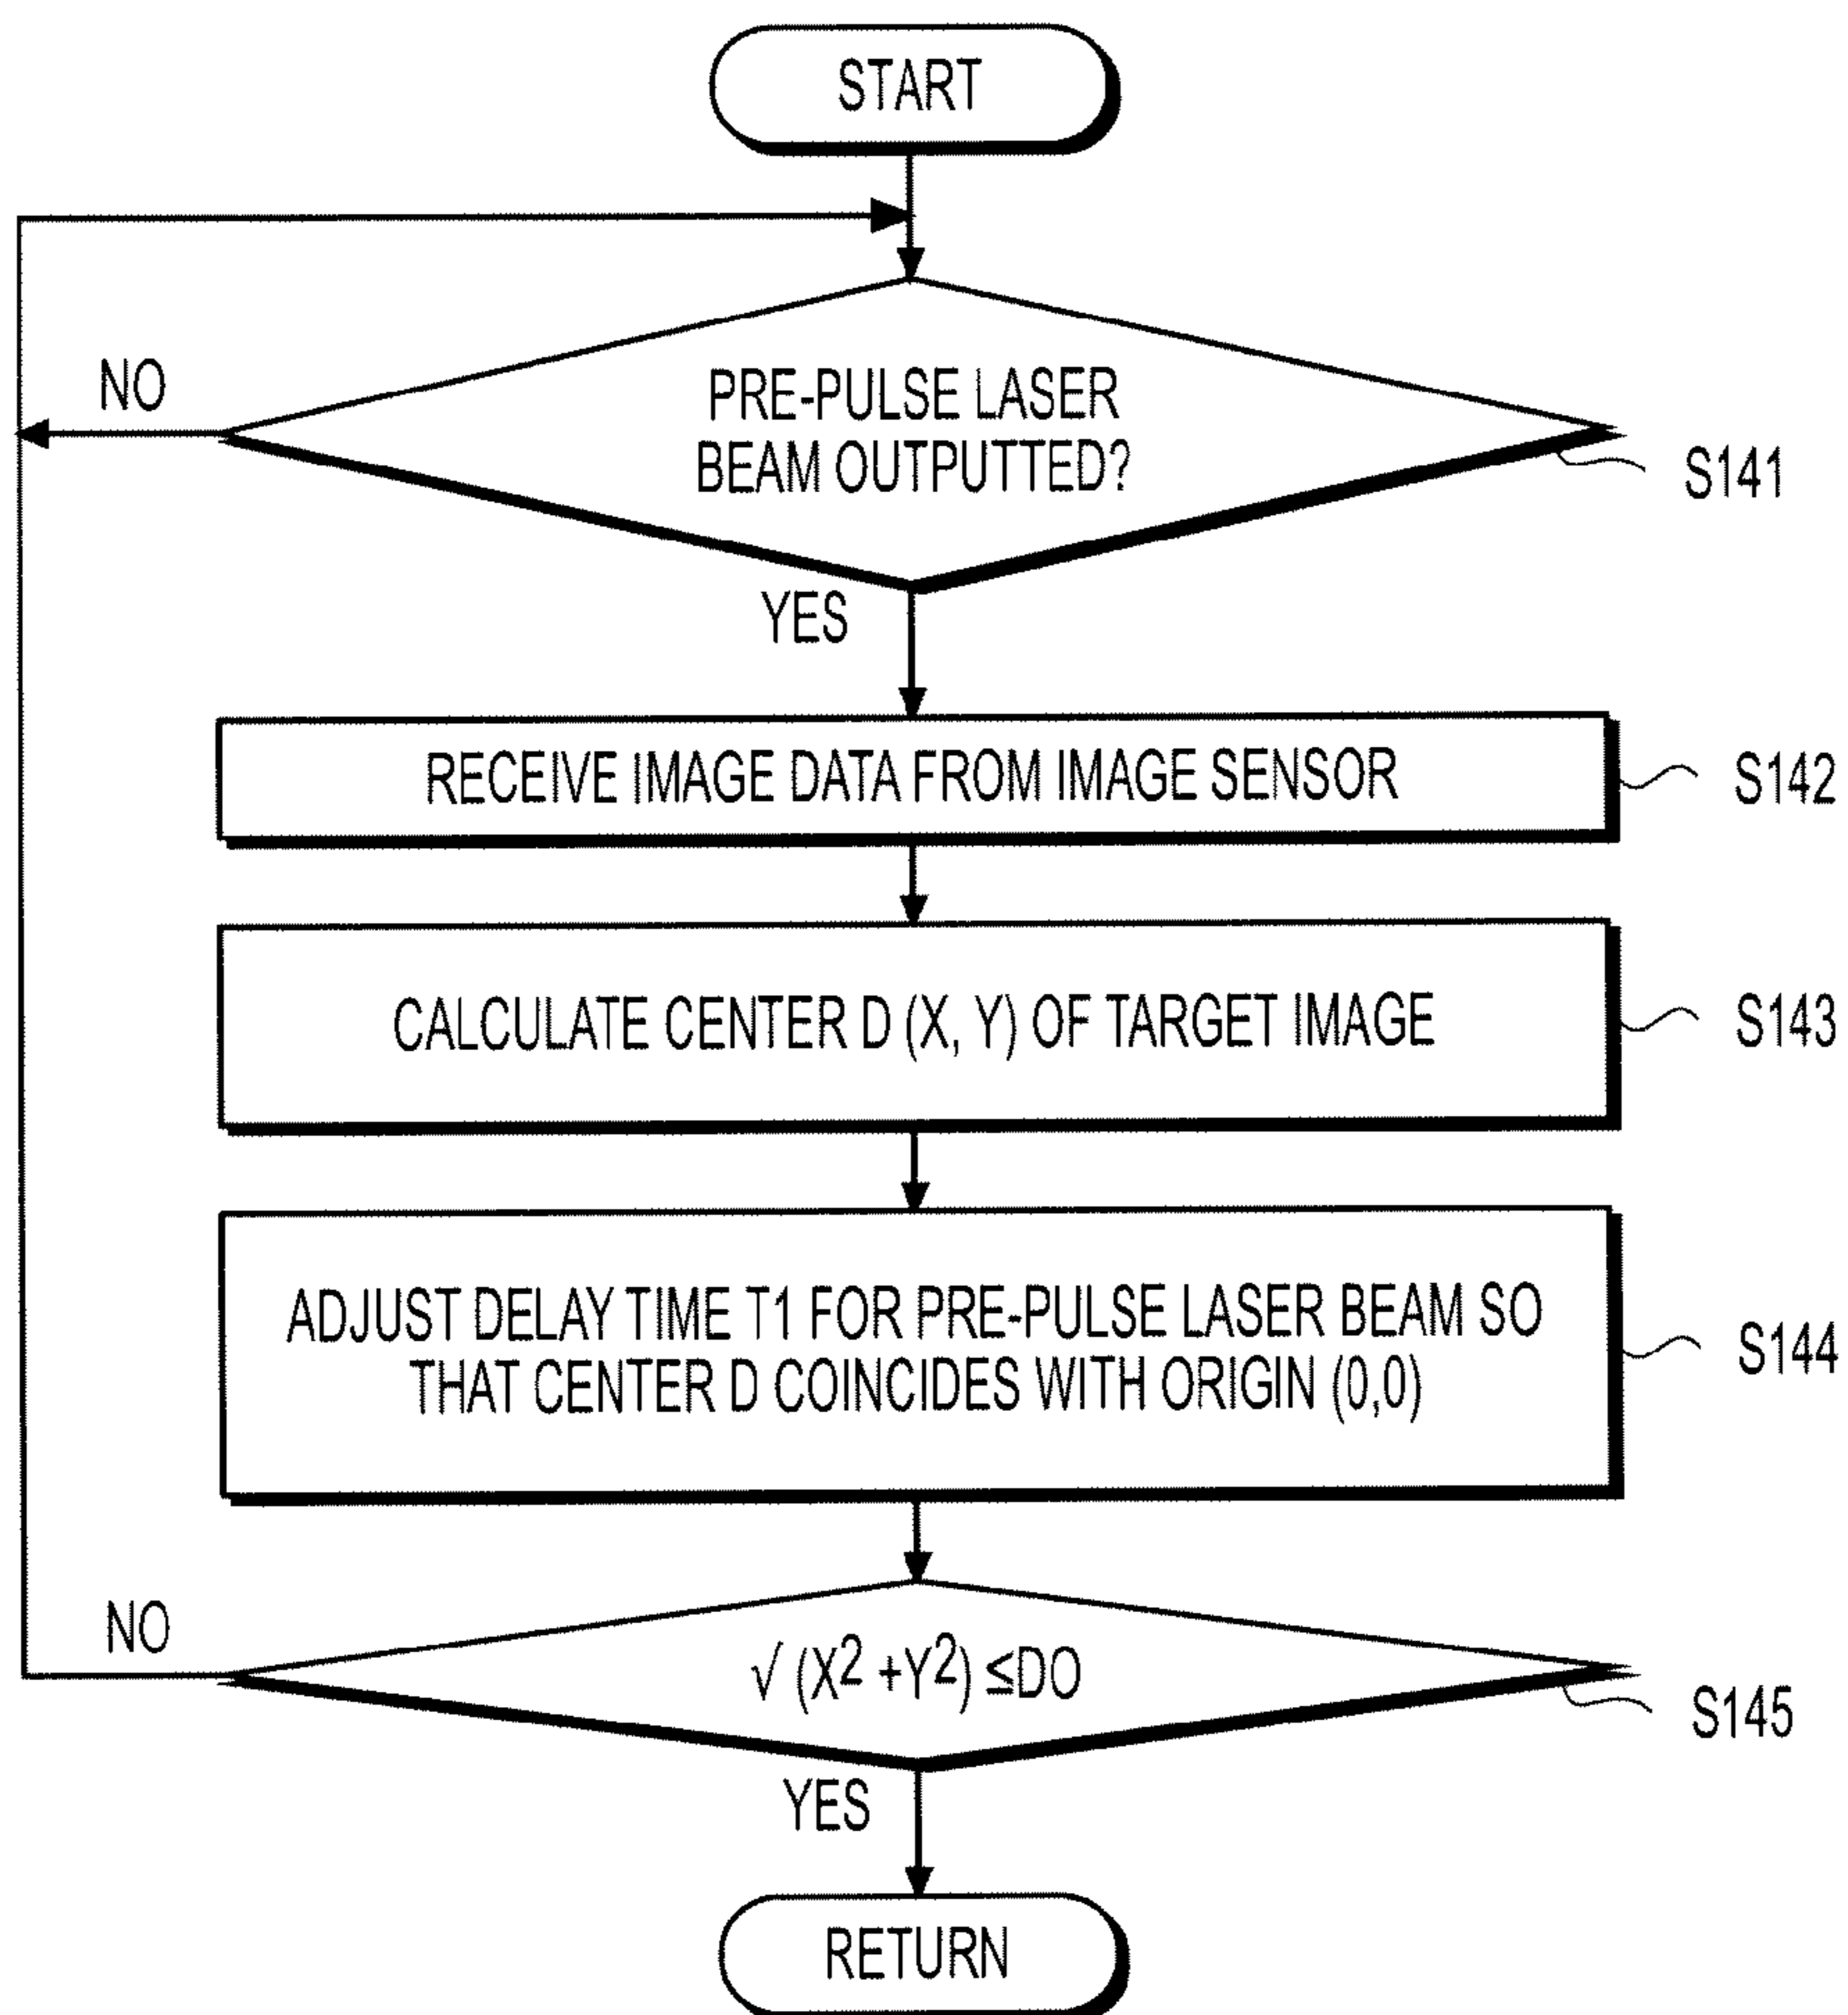 START
NO
PRE-PULSE LASER
BEAM OUTPUTTED?
S141
YES
RECEIVE IMAGE DATA FROM IMAGE SENSOR
S142
CALCULATE CENTER D (X, Y) OF TARGET IMAGE
S143
ADJUST DELAY TIME T1 FOR PRE-PULSE LASER BEAM SO
THAT CENTER D COINCIDES WITH ORIGIN (0,0)
S144
NO
√ (X² +Y²) ≤DO
S145
YES
RETURN